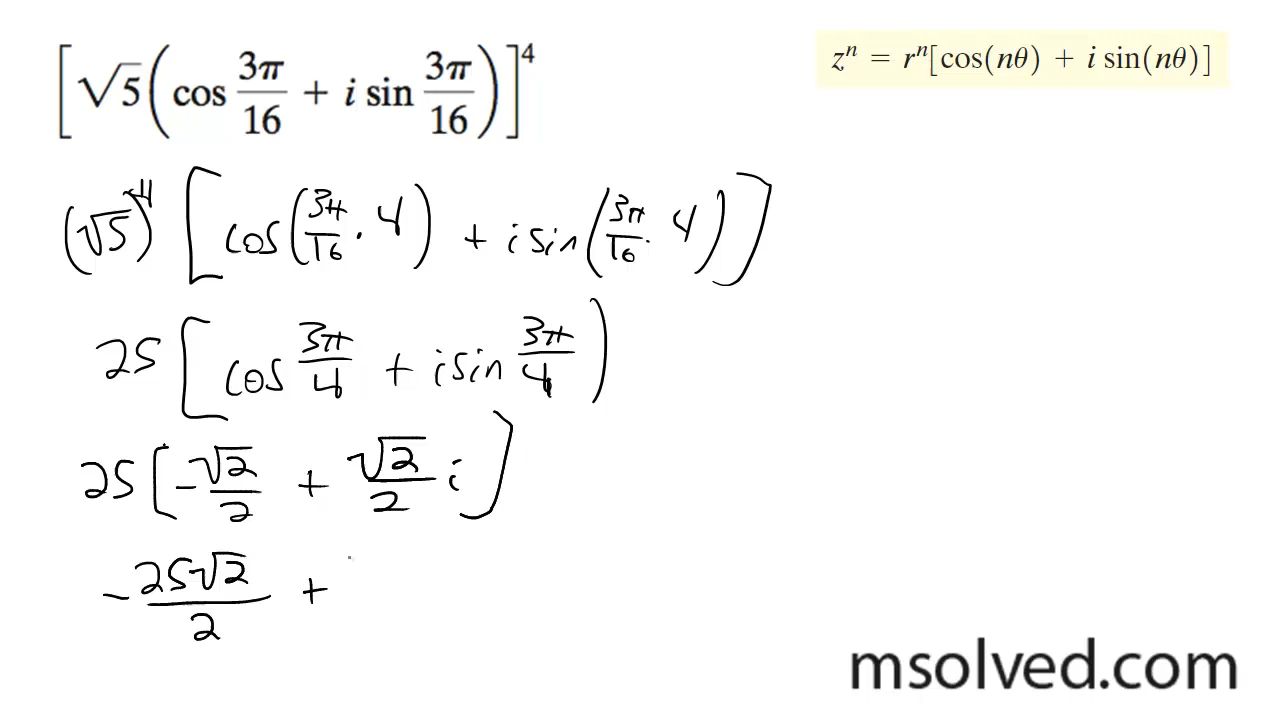 [√5(cos 3π/16 + i sin 3π/16)]⁴
zⁿ = rⁿ[cos(nθ) + i sin(nθ)]
(√5)⁴ [cos(3π/16 · 4) + i sin(3π/16 · 4)]
25 [cos 3π/4 + i sin 3π/4)
25 [-√2/2 + √2/2 i]
-25√2/2 +
msolved.com